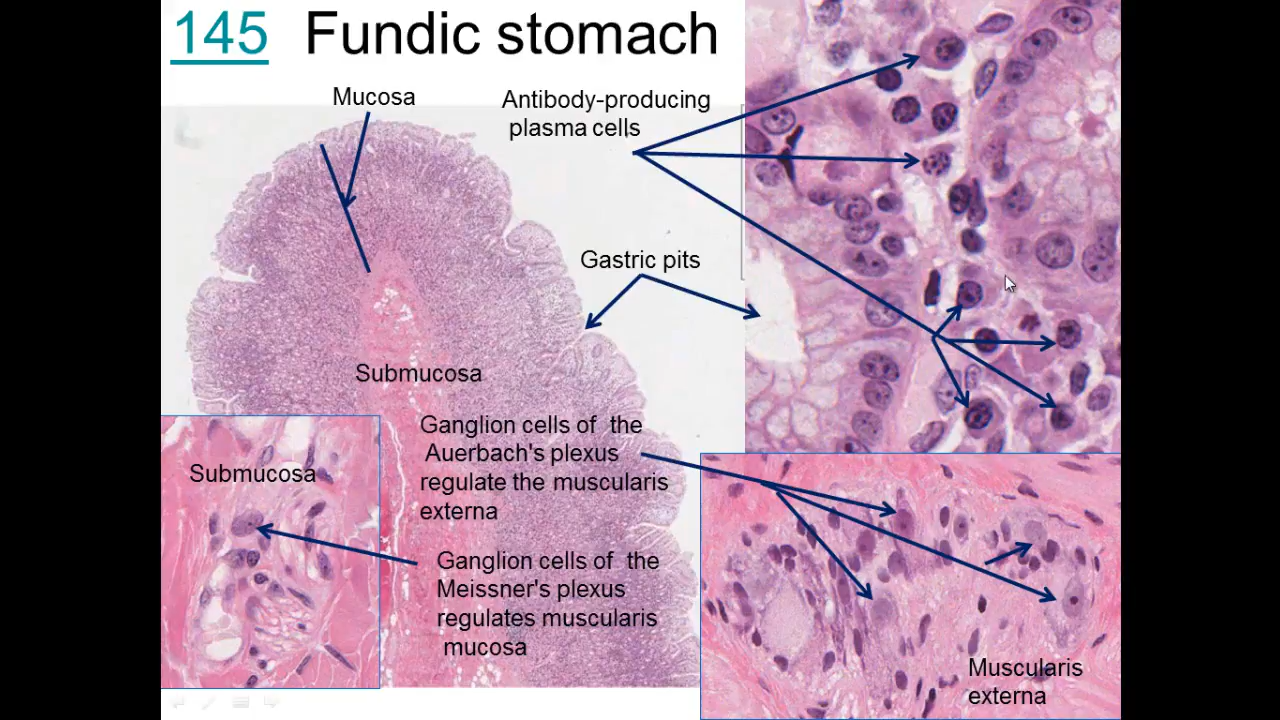 145 Fundic stomach
Mucosa
Antibody-producing
plasma cells
Gastric pits
Submucosa
Ganglion cells of the
Auerbach's plexus
regulate the muscularis
externa
Submucosa
Ganglion cells of the
Meissner's plexus
regulates muscularis
mucosa
Muscularis
externa